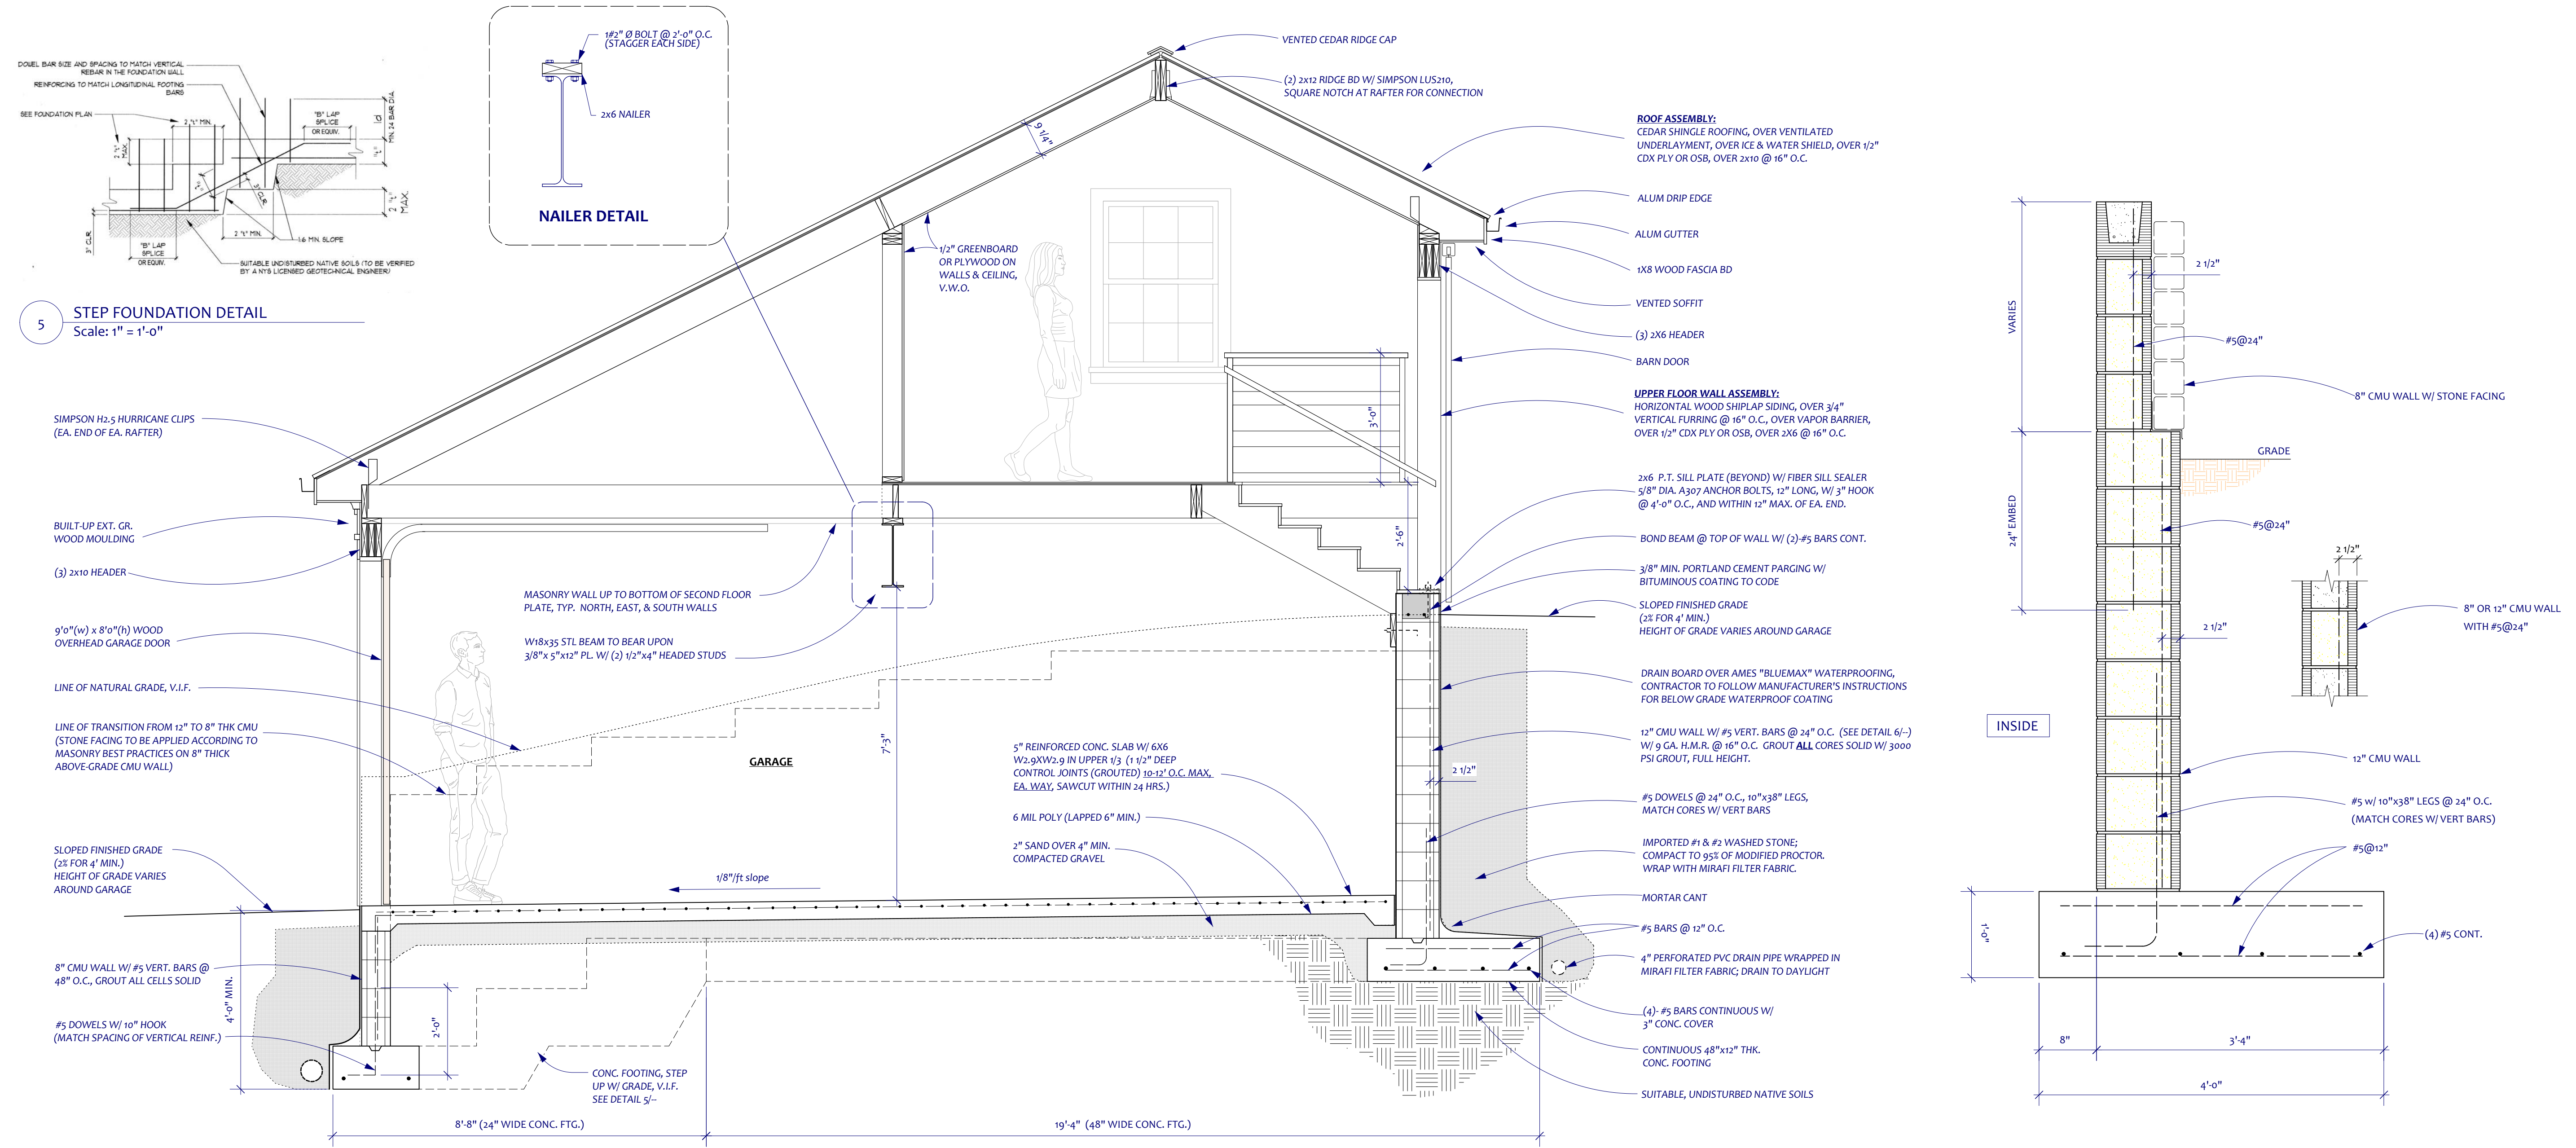 DOWEL BAR SIZE AND SPACING TO MATCH VERTICAL
REBAR IN THE FOUNDATION WALL
REINFORCING TO MATCH LONGITUDINAL FOOTING
BARS
SEE FOUNDATION PLAN
2 "t" MIN.
"B" LAP
SPLICE
OR EQUIV.
"d"
MIN. 24 BAR DIA.
2 "t"
MAX.
"t"
"t"
3" CLR.
2 "t"
MAX.
3" CLR.
2 "t" MIN.
1:6 MIN. SLOPE
"B" LAP
SPLICE
OR EQUIV.
SUITABLE UNDISTURBED NATIVE SOILS (TO BE VERIFIED
BY A NYS LICENSED GEOTECHNICAL ENGINEER)
5
STEP FOUNDATION DETAIL
Scale: 1" = 1'-0"
1#2" Ø BOLT @ 2'-0" O.C.
(STAGGER EACH SIDE)
2x6 NAILER
NAILER DETAIL
VENTED CEDAR RIDGE CAP
(2) 2x12 RIDGE BD W/ SIMPSON LUS210,
SQUARE NOTCH AT RAFTER FOR CONNECTION
9 1/4"
ROOF ASSEMBLY:
CEDAR SHINGLE ROOFING, OVER VENTILATED
UNDERLAYMENT, OVER ICE & WATER SHIELD, OVER 1/2"
CDX PLY OR OSB, OVER 2x10 @ 16" O.C.
ALUM DRIP EDGE
ALUM GUTTER
1X8 WOOD FASCIA BD
VENTED SOFFIT
(3) 2X6 HEADER
BARN DOOR
1/2" GREENBOARD
OR PLYWOOD ON
WALLS & CEILING,
V.W.O.
3'-0"
UPPER FLOOR WALL ASSEMBLY:
HORIZONTAL WOOD SHIPLAP SIDING, OVER 3/4"
VERTICAL FURRING @ 16" O.C., OVER VAPOR BARRIER,
OVER 1/2" CDX PLY OR OSB, OVER 2X6 @ 16" O.C.
2x6 P.T. SILL PLATE (BEYOND) W/ FIBER SILL SEALER
5/8" DIA. A307 ANCHOR BOLTS, 12" LONG, W/ 3" HOOK
@ 4'-0" O.C., AND WITHIN 12" MAX. OF EA. END.
2'-6"
BOND BEAM @ TOP OF WALL W/ (2)-#5 BARS CONT.
3/8" MIN. PORTLAND CEMENT PARGING W/
BITUMINOUS COATING TO CODE
SLOPED FINISHED GRADE
(2% FOR 4' MIN.)
HEIGHT OF GRADE VARIES AROUND GARAGE
DRAIN BOARD OVER AMES "BLUEMAX" WATERPROOFING,
CONTRACTOR TO FOLLOW MANUFACTURER'S INSTRUCTIONS
FOR BELOW GRADE WATERPROOF COATING
12" CMU WALL W/ #5 VERT. BARS @ 24" O.C. (SEE DETAIL 6/--)
W/ 9 GA. H.M.R. @ 16" O.C. GROUT ALL CORES SOLID W/ 3000
PSI GROUT, FULL HEIGHT.
2 1/2"
#5 DOWELS @ 24" O.C., 10"x38" LEGS,
MATCH CORES W/ VERT BARS
IMPORTED #1 & #2 WASHED STONE;
COMPACT TO 95% OF MODIFIED PROCTOR.
WRAP WITH MIRAFI FILTER FABRIC.
MORTAR CANT
#5 BARS @ 12" O.C.
4" PERFORATED PVC DRAIN PIPE WRAPPED IN
MIRAFI FILTER FABRIC; DRAIN TO DAYLIGHT
(4)- #5 BARS CONTINUOUS W/
3" CONC. COVER
CONTINUOUS 48"x12" THK.
CONC. FOOTING
SUITABLE, UNDISTURBED NATIVE SOILS
SIMPSON H2.5 HURRICANE CLIPS
(EA. END OF EA. RAFTER)
BUILT-UP EXT. GR.
WOOD MOULDING
(3) 2x10 HEADER
9'0"(w) x 8'0"(h) WOOD
OVERHEAD GARAGE DOOR
LINE OF NATURAL GRADE, V.I.F.
LINE OF TRANSITION FROM 12" TO 8" THK CMU
(STONE FACING TO BE APPLIED ACCORDING TO
MASONRY BEST PRACTICES ON 8" THICK
ABOVE-GRADE CMU WALL)
SLOPED FINISHED GRADE
(2% FOR 4' MIN.)
HEIGHT OF GRADE VARIES
AROUND GARAGE
8" CMU WALL W/ #5 VERT. BARS @
48" O.C., GROUT ALL CELLS SOLID
#5 DOWELS W/ 10" HOOK
(MATCH SPACING OF VERTICAL REINF.)
4'-0" MIN.
2'-0"
MASONRY WALL UP TO BOTTOM OF SECOND FLOOR
PLATE, TYP. NORTH, EAST, & SOUTH WALLS
W18x35 STL BEAM TO BEAR UPON
3/8"x 5"x12" PL. W/ (2) 1/2"x4" HEADED STUDS
GARAGE
7'-3"
1/8"/ft slope
5" REINFORCED CONC. SLAB W/ 6X6
W2.9XW2.9 IN UPPER 1/3 (1 1/2" DEEP
CONTROL JOINTS (GROUTED) 10-12' O.C. MAX,
EA. WAY, SAWCUT WITHIN 24 HRS.)
6 MIL POLY (LAPPED 6" MIN.)
2" SAND OVER 4" MIN.
COMPACTED GRAVEL
CONC. FOOTING, STEP
UP W/ GRADE, V.I.F.
SEE DETAIL 5/--
8'-8" (24" WIDE CONC. FTG.)
19'-4" (48" WIDE CONC. FTG.)
VARIES
2 1/2"
#5@24"
8" CMU WALL W/ STONE FACING
GRADE
24" EMBED
#5@24"
2 1/2"
2 1/2"
8" OR 12" CMU WALL
WITH #5@24"
INSIDE
12" CMU WALL
#5 w/ 10"x38" LEGS @ 24" O.C.
(MATCH CORES W/ VERT BARS)
#5@12"
1'-0"
(4) #5 CONT.
8"
3'-4"
4'-0"